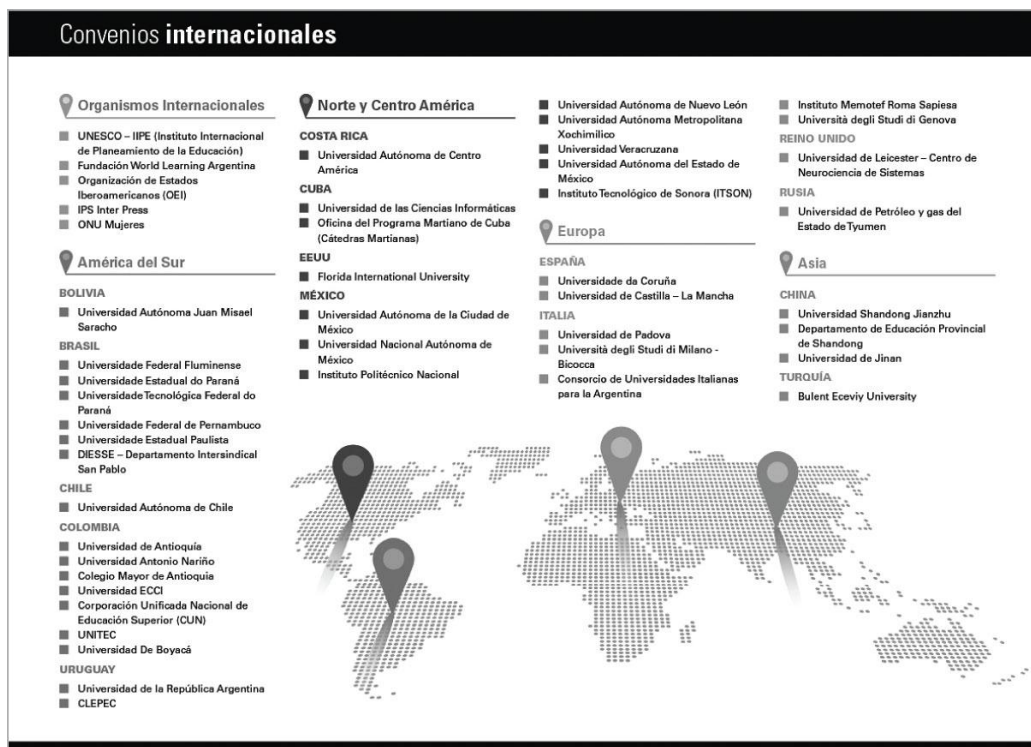 Convenios internacionales
Organismos Internacionales
UNESCO – IIPE (Instituto Internacional
de Planeamiento de la Educación)
Fundación World Learning Argentina
Organización de Estados
Iberoamericanos (OEI)
IPS Inter Press
ONU Mujeres
América del Sur
BOLIVIA
Universidad Autónoma Juan Misael
Saracho
BRASIL
Universidade Federal Fluminense
Universidade Estadual do Paraná
Universidade Tecnológica Federal do
Paraná
Universidade Federal de Pernambuco
Universidade Estadual Paulista
DIESSE – Departamento Intersindical
San Pablo
CHILE
Universidad Autónoma de Chile
COLOMBIA
Universidad de Antioquía
Universidad Antonio Nariño
Colegio Mayor de Antioquia
Universidad ECCI
Corporación Unificada Nacional de
Educación Superior (CUN)
UNITEC
Universidad De Boyacá
URUGUAY
Universidad de la República Argentina
CLEPEC
Norte y Centro América
COSTA RICA
Universidad Autónoma de Centro
América
CUBA
Universidad de las Ciencias Informáticas
Oficina del Programa Martiano de Cuba
(Cátedras Martianas)
EEUU
Florida International University
MÉXICO
Universidad Autónoma de la Ciudad de
México
Universidad Nacional Autónoma de
México
Instituto Politécnico Nacional
Universidad Autónoma de Nuevo León
Universidad Autónoma Metropolitana
Xochimilico
Universidad Veracruzana
Universidad Autónoma del Estado de
México
Instituto Tecnológico de Sonora (ITSON)
Europa
ESPAÑA
Universidade da Coruña
Universidad de Castilla – La Mancha
ITALIA
Universidad de Padova
Università degli Studi di Milano -
Bicocca
Consorcio de Universidades Italianas
para la Argentina
Instituto Memotef Roma Sapiesa
Università degli Studi di Genova
REINO UNIDO
Universidad de Leicester – Centro de
Neurociencia de Sistemas
RUSIA
Universidad de Petróleo y gas del
Estado de Tyumen
Asia
CHINA
Universidad Shandong Jianzhu
Departamento de Educación Provincial
de Shandong
Universidad de Jinan
TURQUÍA
Bulent Eceviy University